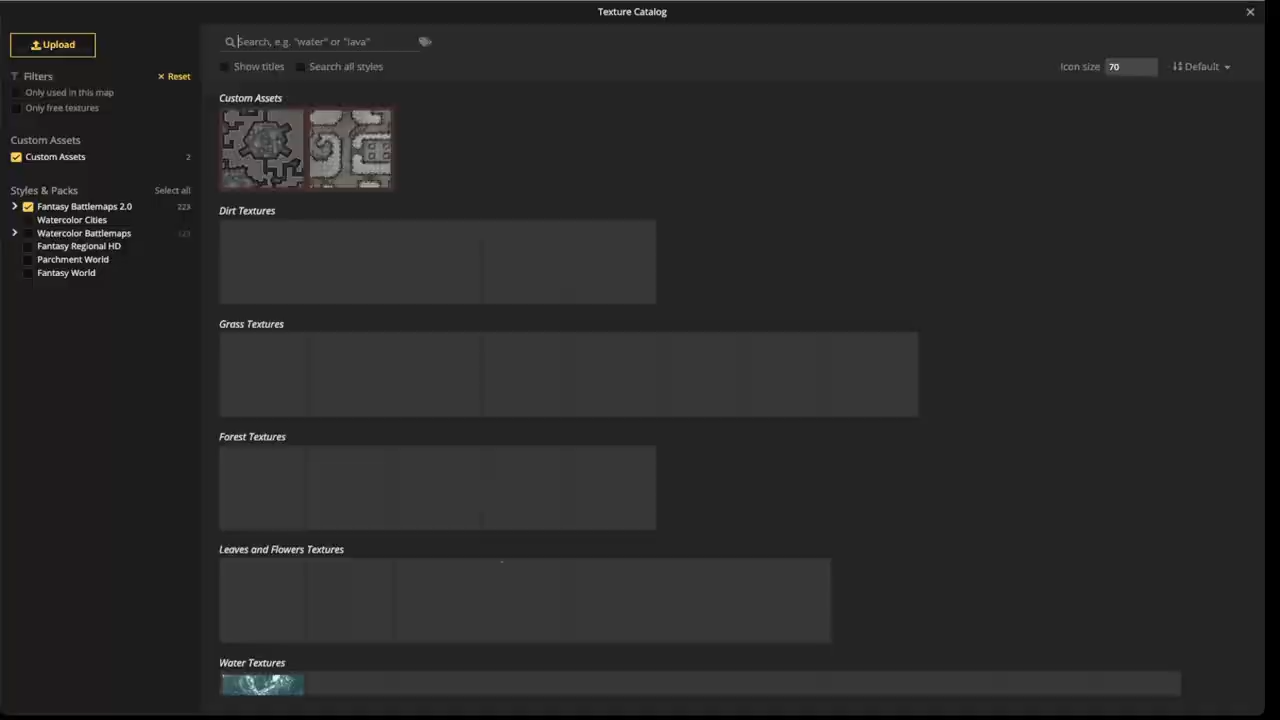 Texture Catalog
Upload
Search, e.g. "water" or "lava"
Show titles
Search all styles
Icon size 70
Default
Filters
Reset
Only used in this map
Only free textures
Custom Assets
Custom Assets 2
Styles & Packs Select all
Fantasy Battlemaps 2.0 223
Watercolor Cities
Watercolor Battlemaps
Fantasy Regional HD
Parchment World
Fantasy World
Custom Assets
Dirt Textures
Grass Textures
Forest Textures
Leaves and Flowers Textures
Water Textures